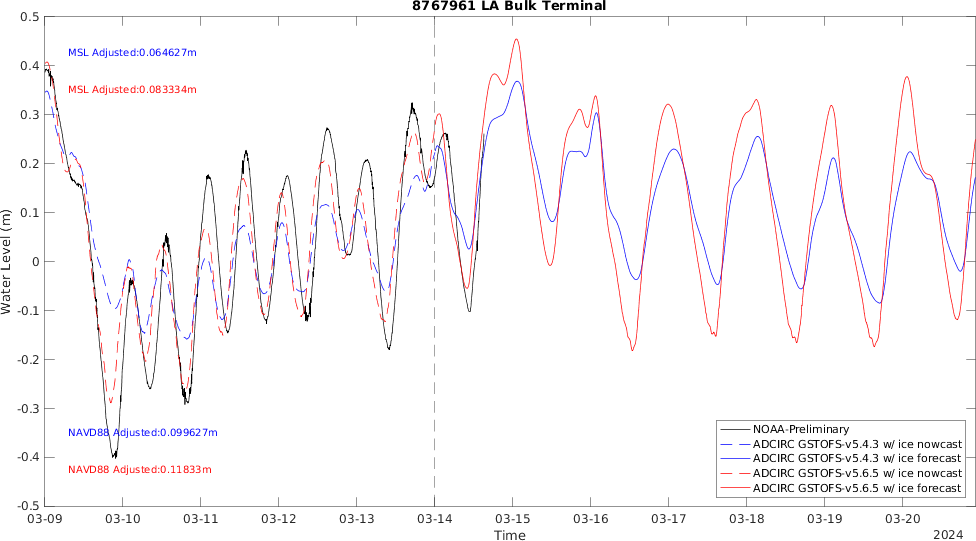 8767961 LA Bulk Terminal
0.5
0.4
0.3
0.2
0.1
0
-0.1
-0.2
-0.3
-0.4
-0.5
Water Level (m)
MSL Adjusted:0.064627m
MSL Adjusted:0.083334m
NAVD88 Adjusted:0.099627m
NAVD88 Adjusted:0.11833m
NOAA-Preliminary
ADCIRC GSTOFS-v5.4.3 w/ ice nowcast
ADCIRC GSTOFS-v5.4.3 w/ ice forecast
ADCIRC GSTOFS-v5.6.5 w/ ice nowcast
ADCIRC GSTOFS-v5.6.5 w/ ice forecast
03-09 03-10 03-11 03-12 03-13 03-14 03-15 03-16 03-17 03-18 03-19 03-20
Time
2024